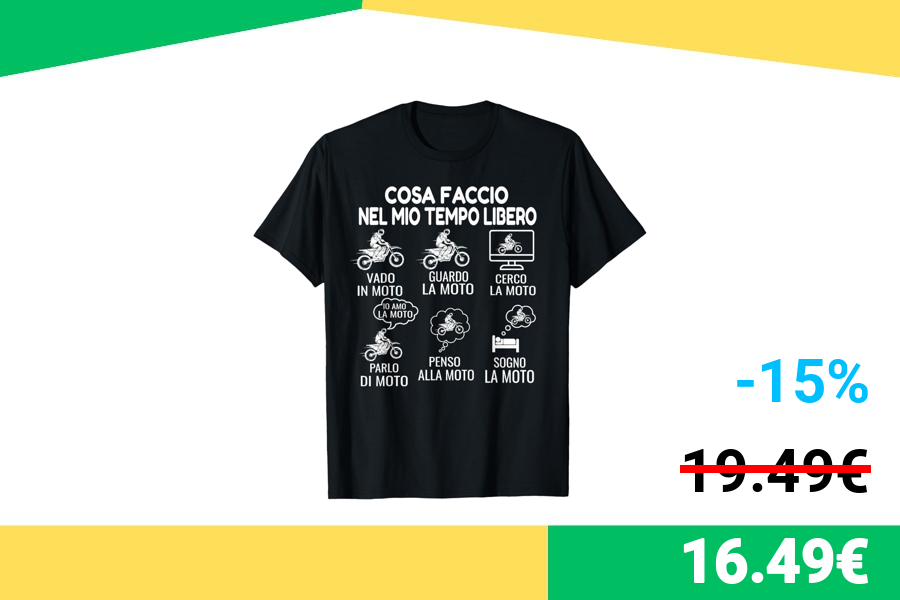 COSA FACCIO
NEL MIO TEMPO LIBERO
VADO
IN MOTO
GUARDO
LA MOTO
CERCO
LA MOTO
IO AMO
LA MOTO
PARLO
DI MOTO
PENSO
ALLA MOTO
SOGNO
LA MOTO
-15%
19.49€
16.49€